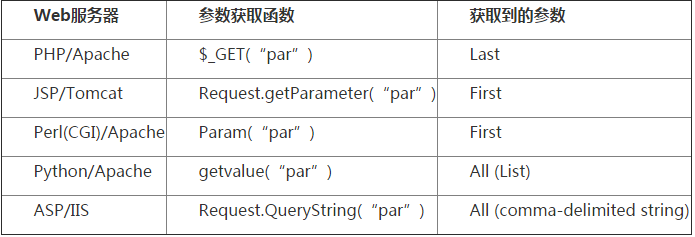 Web服务器 参数获取函数 获取到的参数
PHP/Apache $_GET(“par”) Last
JSP/Tomcat Request.getParameter(“par”) First
Perl(CGI)/Apache Param(“par”) First
Python/Apache getvalue(“par”) All (List)
ASP/IIS Request.QueryString(“par”) All (comma-delimited string)